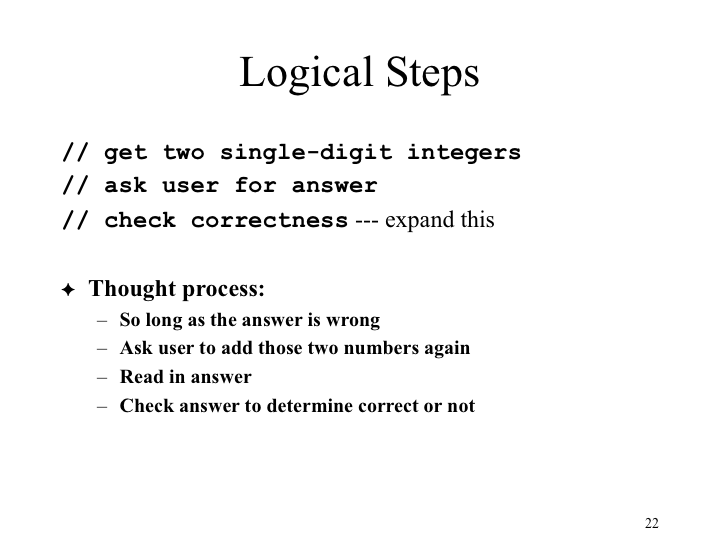 Logical Steps
// get two single-digit integers
// ask user for answer
// check correctness --- expand this
✦ Thought process:
– So long as the answer is wrong
– Ask user to add those two numbers again
– Read in answer
– Check answer to determine correct or not
22